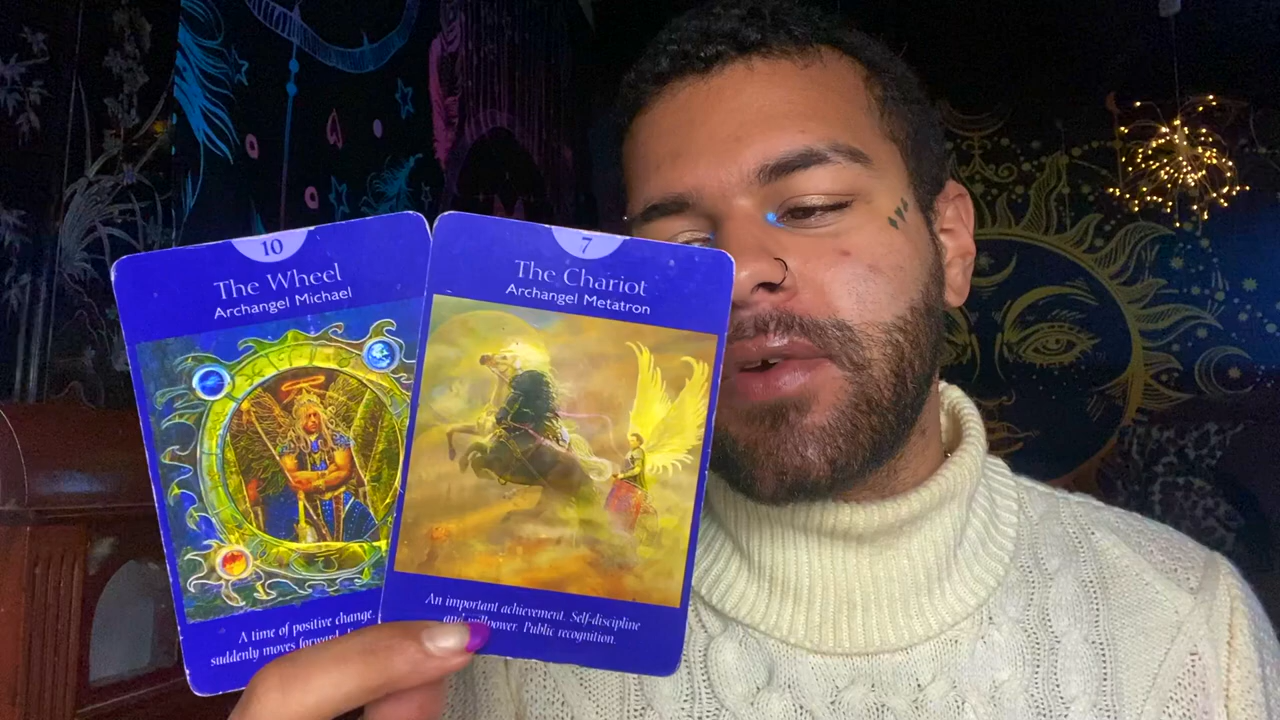 10
The Wheel
Archangel Michael
A time of positive change.
suddenly moves forward.
7
The Chariot
Archangel Metatron
An important achievement. Self-discipline
and willpower. Public recognition.